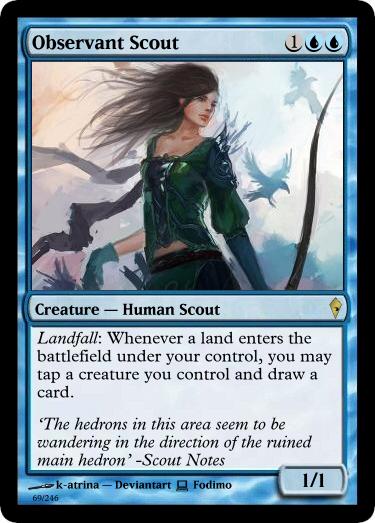 Observant Scout 1
Creature — Human Scout
Landfall: Whenever a land enters the
battlefield under your control, you may
tap a creature you control and draw a
card.
‘The hedrons in this area seem to be
wandering in the direction of the ruined
main hedron’ -Scout Notes
1/1
k-atrina — Deviantart Fodimo
69/246